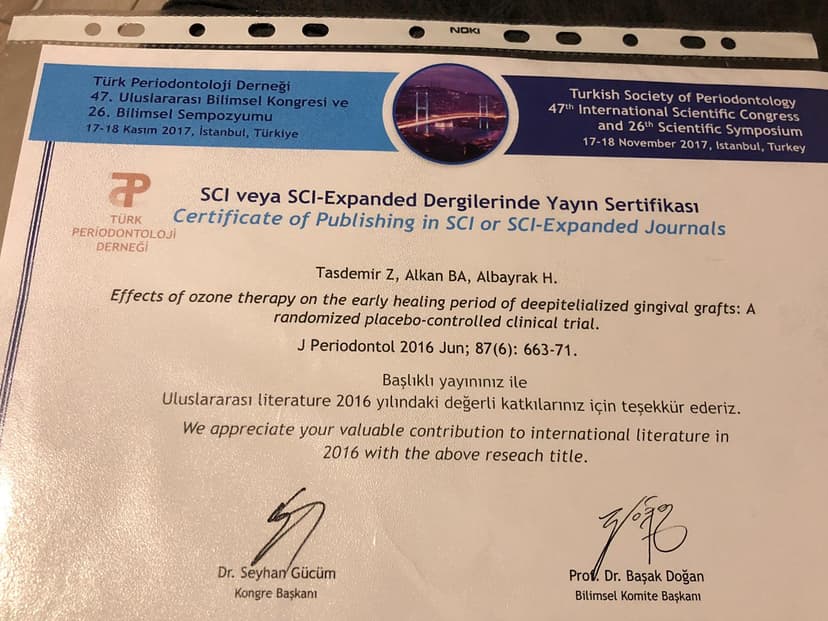 NOKI
Türk Periodontoloji Derneği
47. Uluslararası Bilimsel Kongresi ve
26. Bilimsel Sempozyumu
17-18 Kasım 2017, İstanbul, Türkiye
Turkish Society of Periodontology
47th International Scientific Congress
and 26th Scientific Symposium
17-18 November 2017, Istanbul, Turkey
TÜRK
PERİODONTOLOJİ
DERNEĞİ
SCI veya SCI-Expanded Dergilerinde Yayın Sertifikası
Certificate of Publishing in SCI or SCI-Expanded Journals
Tasdemir Z, Alkan BA, Albayrak H.
Effects of ozone therapy on the early healing period of deepitelialized gingival grafts: A
randomized placebo-controlled clinical trial.
J Periodontol 2016 Jun; 87(6): 663-71.
Başlıklı yayınınız ile
Uluslararası literature 2016 yılındaki değerli katkılarınız için teşekkür ederiz.
We appreciate your valuable contribution to international literature in
2016 with the above reseach title.
Dr. Seyhan Gücüm
Kongre Başkanı
Prof. Dr. Başak Doğan
Bilimsel Komite Başkanı